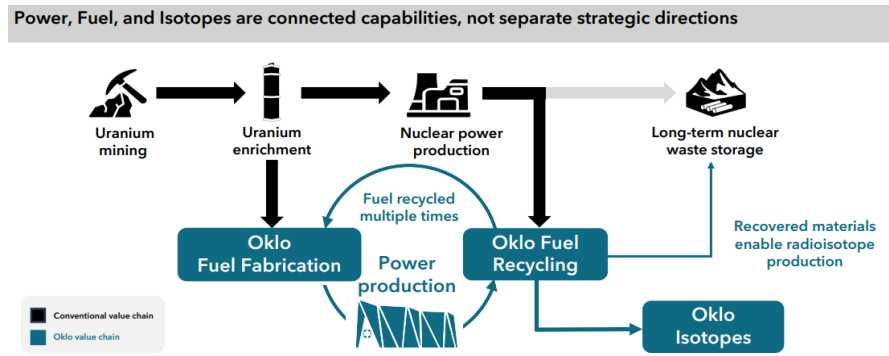 Power, Fuel, and Isotopes are connected capabilities, not separate strategic directions
Uranium
mining
Uranium
enrichment
Nuclear power
production
Long-term nuclear
waste storage
Fuel recycled
multiple times
Oklo
Fuel Fabrication
Oklo Fuel
Recycling
Recovered materials
enable radioisotope
production
Power
production
Oklo
Isotopes
Conventional value chain
Oklo value chain